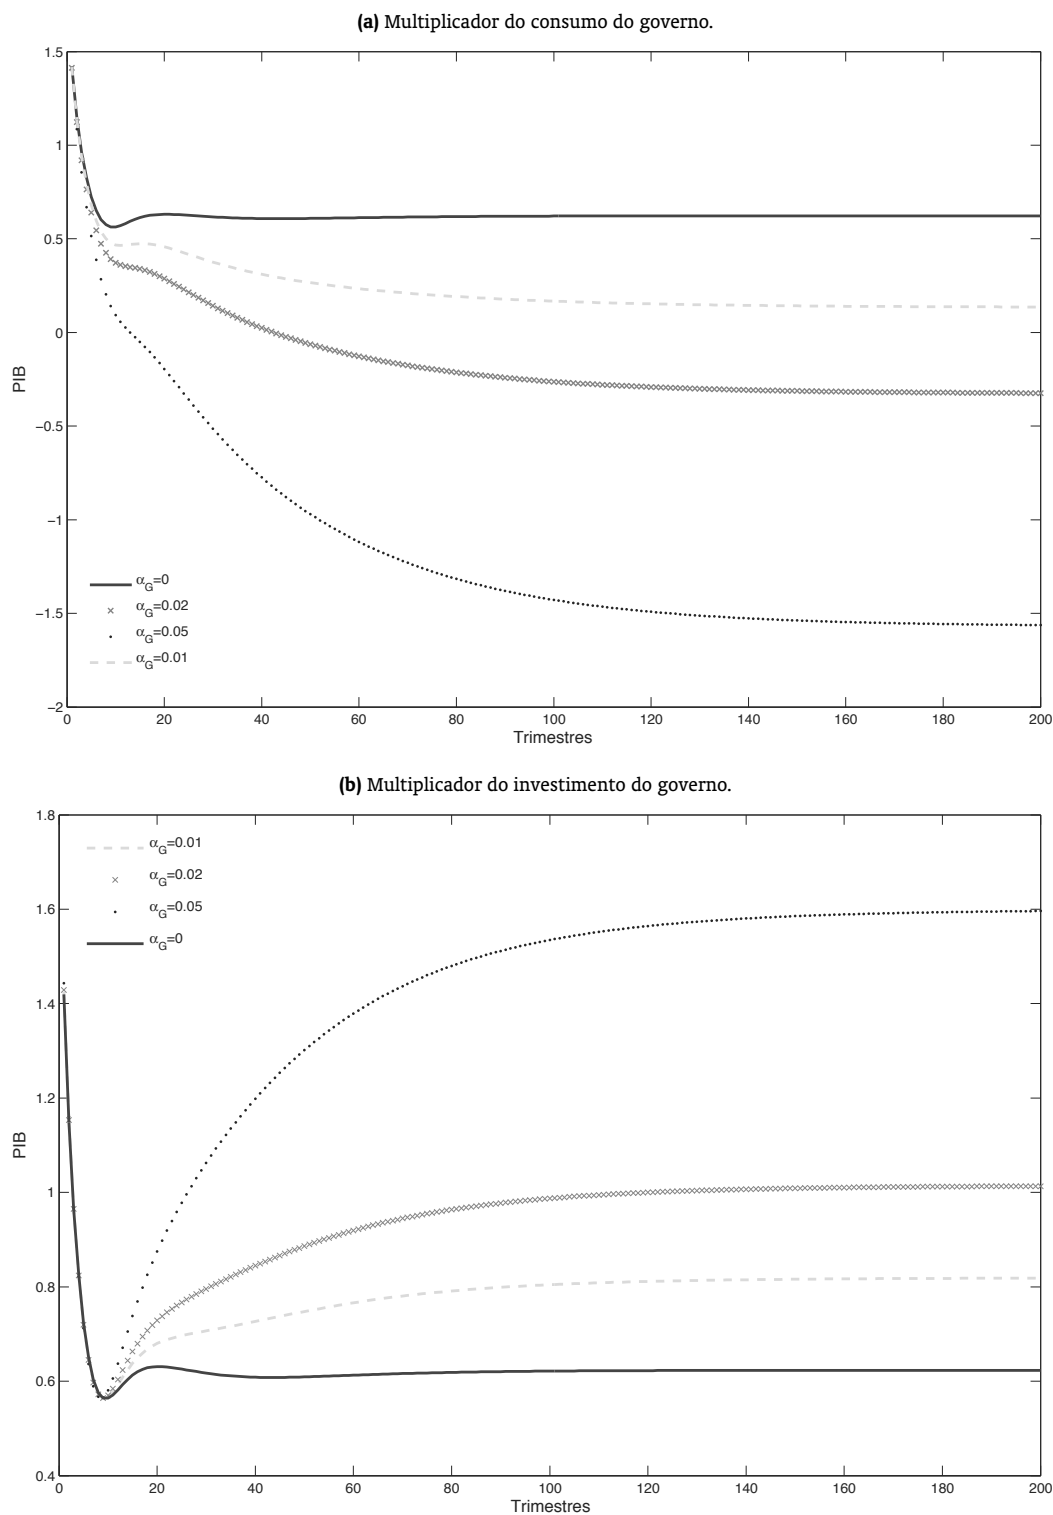 (a) Multiplicador do consumo do governo.
1.5
1
0.5
0
−0.5
−1
−1.5
−2
PIB
α_G=0
α_G=0.02
α_G=0.05
α_G=0.01
0 20 40 60 80 100 120 140 160 180 200
Trimestres
(b) Multiplicador do investimento do governo.
1.8
1.6
1.4
1.2
1
0.8
0.6
0.4
PIB
α_G=0.01
α_G=0.02
α_G=0.05
α_G=0
0 20 40 60 80 100 120 140 160 180 200
Trimestres